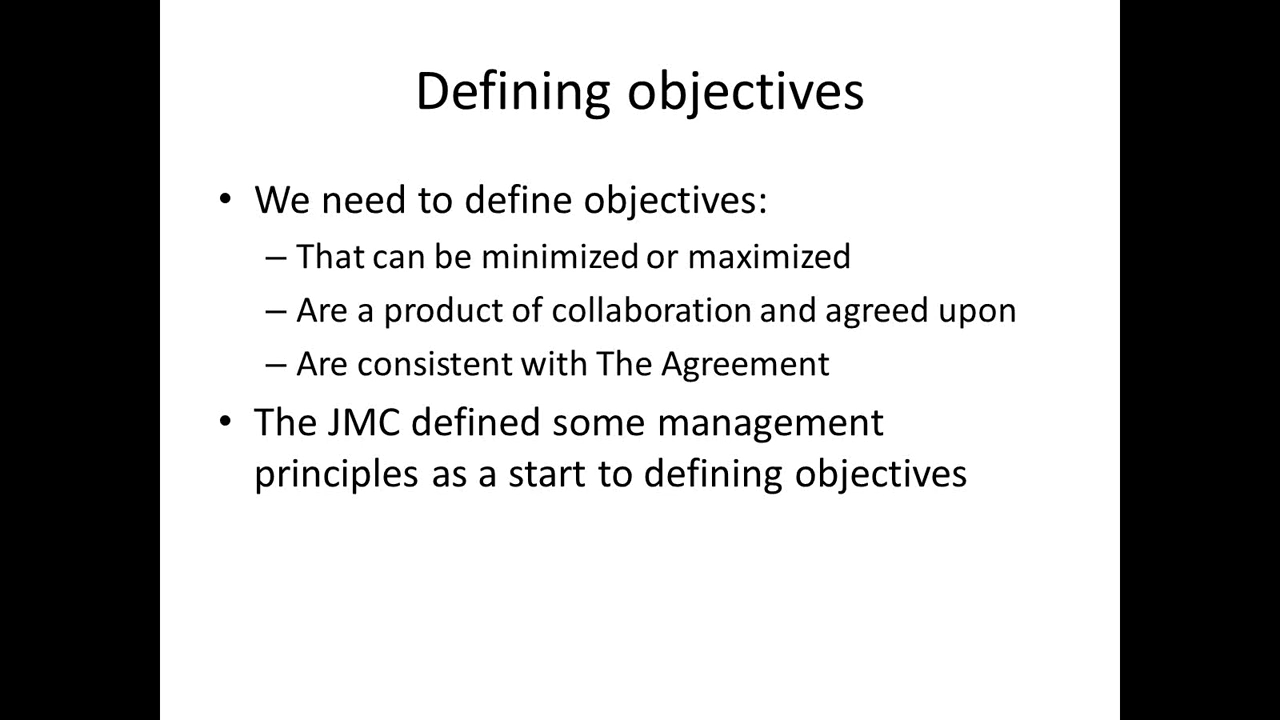 Defining objectives
• We need to define objectives:
– That can be minimized or maximized
– Are a product of collaboration and agreed upon
– Are consistent with The Agreement
• The JMC defined some management
principles as a start to defining objectives